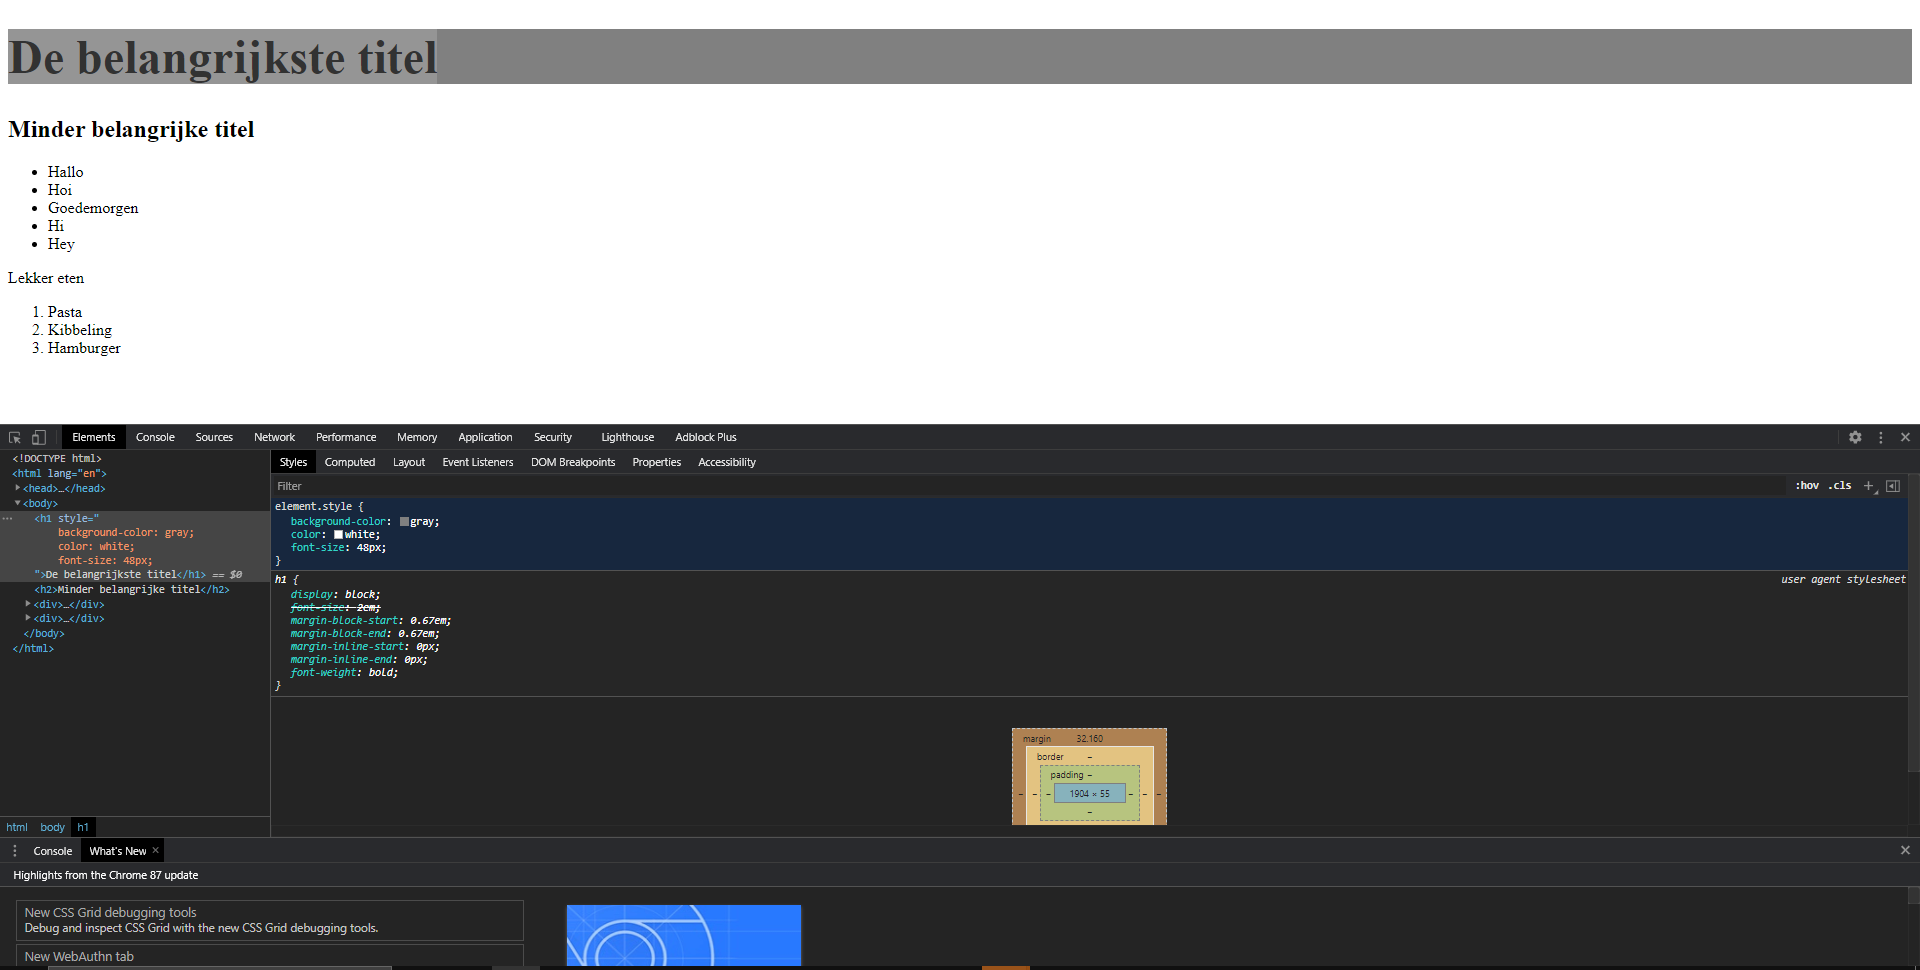 De belangrijkste titel
Minder belangrijke titel
• Hallo
• Hoi
• Goedemorgen
• Hi
• Hey
Lekker eten
1. Pasta
2. Kibbeling
3. Hamburger
Elements Console Sources Network Performance Memory Application Security Lighthouse Adblock Plus
<!DOCTYPE html>
<html lang="en">
<head>…</head>
<body>
<h1 style="
background-color: gray;
color: white;
font-size: 48px;
">De belangrijkste titel</h1> == $0
<h2>Minder belangrijke titel</h2>
<div>…</div>
<div>…</div>
</body>
</html>
html body h1
Styles Computed Layout Event Listeners DOM Breakpoints Properties Accessibility
Filter :hov .cls +
element.style {
background-color: gray;
color: white;
font-size: 48px;
}
h1 { user agent stylesheet
display: block;
font-size: 2em;
margin-block-start: 0.67em;
margin-block-end: 0.67em;
margin-inline-start: 0px;
margin-inline-end: 0px;
font-weight: bold;
}
margin 32.160
border –
padding –
– – – 1904 × 55 – – –
–
Console What's New ×
Highlights from the Chrome 87 update
New CSS Grid debugging tools
Debug and inspect CSS Grid with the new CSS Grid debugging tools.
New WebAuthn tab